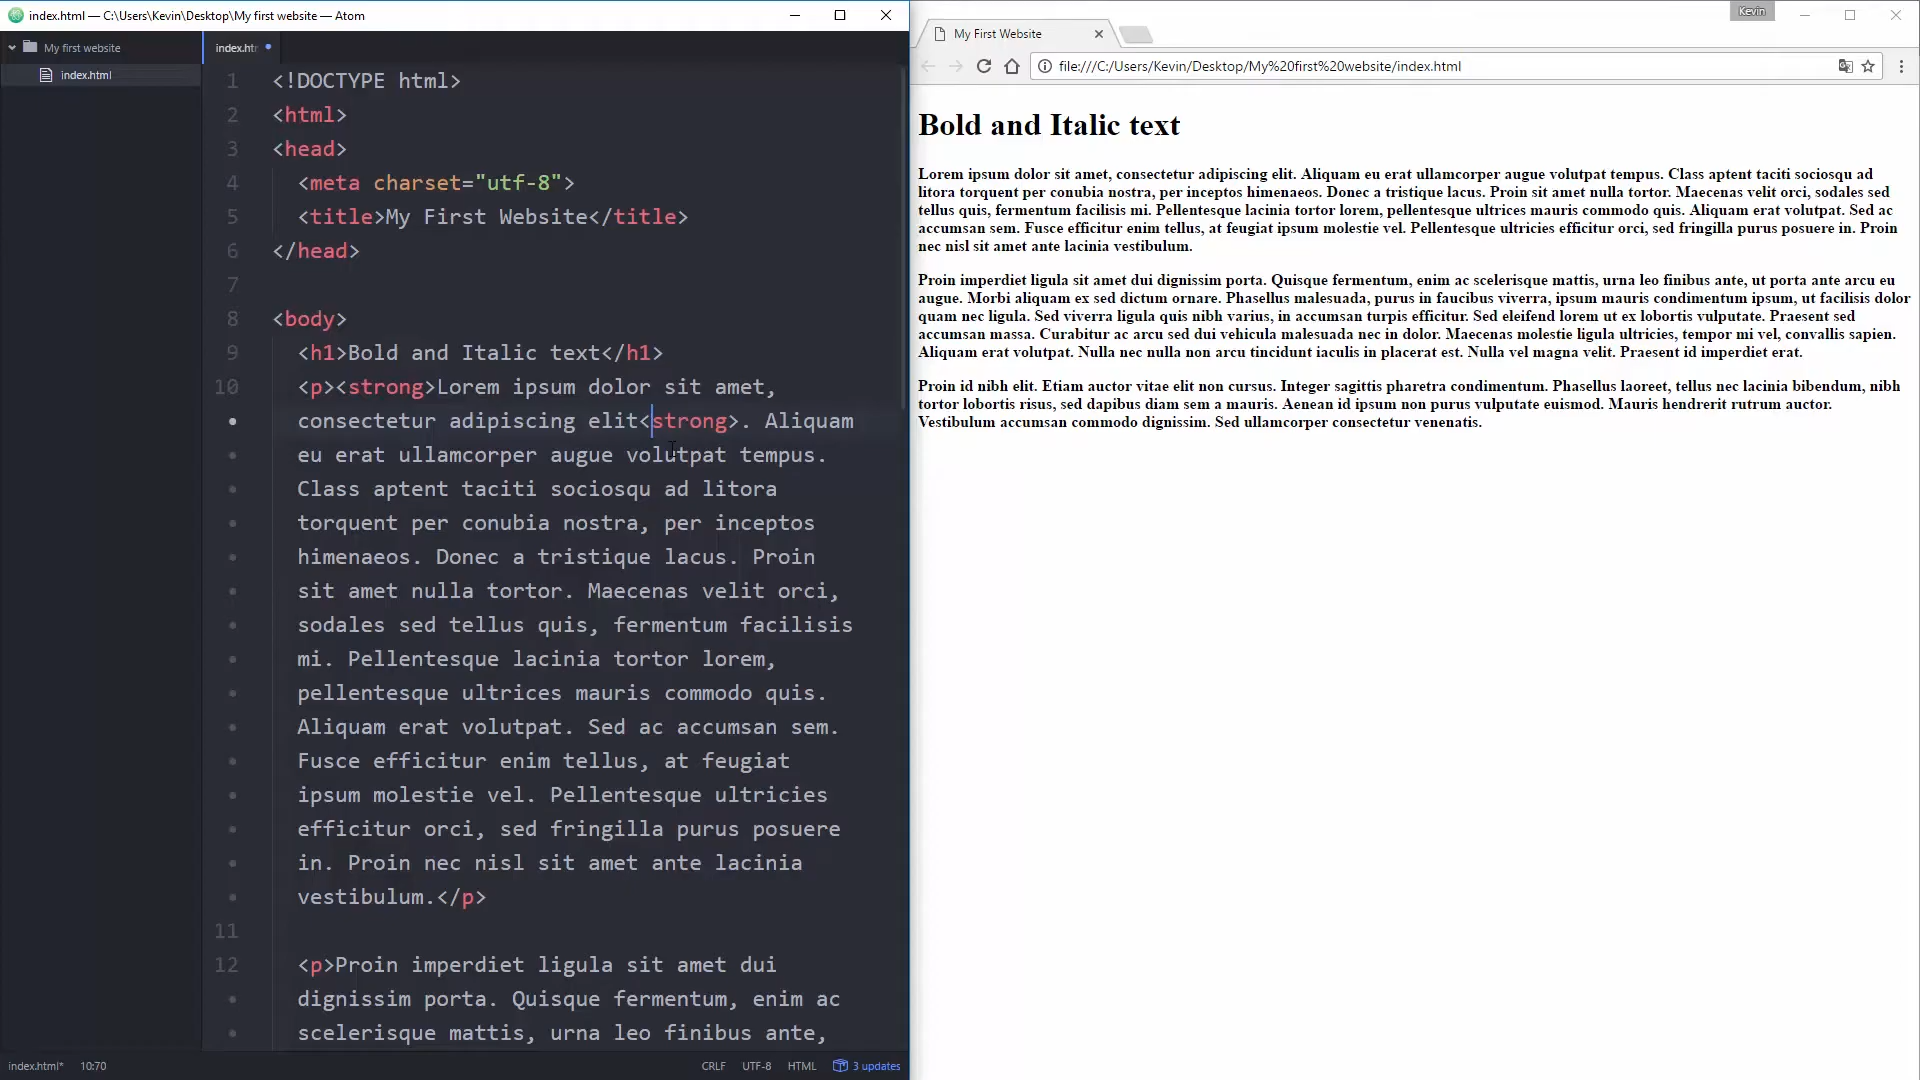 index.html — C:\Users\Kevin\Desktop\My first website — Atom
My first website
index.html
index.ht
1 <!DOCTYPE html>
2 <html>
3 <head>
4 <meta charset="utf-8">
5 <title>My First Website</title>
6 </head>
7
8 <body>
9 <h1>Bold and Italic text</h1>
10 <p><strong>Lorem ipsum dolor sit amet,
consectetur adipiscing elit<strong>. Aliquam
eu erat ullamcorper augue volutpat tempus.
Class aptent taciti sociosqu ad litora
torquent per conubia nostra, per inceptos
himenaeos. Donec a tristique lacus. Proin
sit amet nulla tortor. Maecenas velit orci,
sodales sed tellus quis, fermentum facilisis
mi. Pellentesque lacinia tortor lorem,
pellentesque ultrices mauris commodo quis.
Aliquam erat volutpat. Sed ac accumsan sem.
Fusce efficitur enim tellus, at feugiat
ipsum molestie vel. Pellentesque ultricies
efficitur orci, sed fringilla purus posuere
in. Proin nec nisl sit amet ante lacinia
vestibulum.</p>
11
12 <p>Proin imperdiet ligula sit amet dui
dignissim porta. Quisque fermentum, enim ac
scelerisque mattis, urna leo finibus ante,
index.html* 10:70 CRLF UTF-8 HTML 3 updates
Kevin
My First Website
file:///C:/Users/Kevin/Desktop/My%20first%20website/index.html
Bold and Italic text
Lorem ipsum dolor sit amet, consectetur adipiscing elit. Aliquam eu erat ullamcorper augue volutpat tempus. Class aptent taciti sociosqu ad
litora torquent per conubia nostra, per inceptos himenaeos. Donec a tristique lacus. Proin sit amet nulla tortor. Maecenas velit orci, sodales sed
tellus quis, fermentum facilisis mi. Pellentesque lacinia tortor lorem, pellentesque ultrices mauris commodo quis. Aliquam erat volutpat. Sed ac
accumsan sem. Fusce efficitur enim tellus, at feugiat ipsum molestie vel. Pellentesque ultricies efficitur orci, sed fringilla purus posuere in. Proin
nec nisl sit amet ante lacinia vestibulum.
Proin imperdiet ligula sit amet dui dignissim porta. Quisque fermentum, enim ac scelerisque mattis, urna leo finibus ante, ut porta ante arcu eu
augue. Morbi aliquam ex sed dictum ornare. Phasellus malesuada, purus in faucibus viverra, ipsum mauris condimentum ipsum, ut facilisis dolor
quam nec ligula. Sed viverra ligula quis nibh varius, in accumsan turpis efficitur. Sed eleifend lorem ut ex lobortis vulputate. Praesent sed
accumsan massa. Curabitur ac arcu sed dui vehicula malesuada nec in dolor. Maecenas molestie ligula ultricies, tempor mi vel, convallis sapien.
Aliquam erat volutpat. Nulla nec nulla non arcu tincidunt iaculis in placerat est. Nulla vel magna velit. Praesent id imperdiet erat.
Proin id nibh elit. Etiam auctor vitae elit non cursus. Integer sagittis pharetra condimentum. Phasellus laoreet, tellus nec lacinia bibendum, nibh
tortor lobortis risus, sed dapibus diam sem a mauris. Aenean id ipsum non purus vulputate euismod. Mauris hendrerit rutrum auctor.
Vestibulum accumsan commodo dignissim. Sed ullamcorper consectetur venenatis.